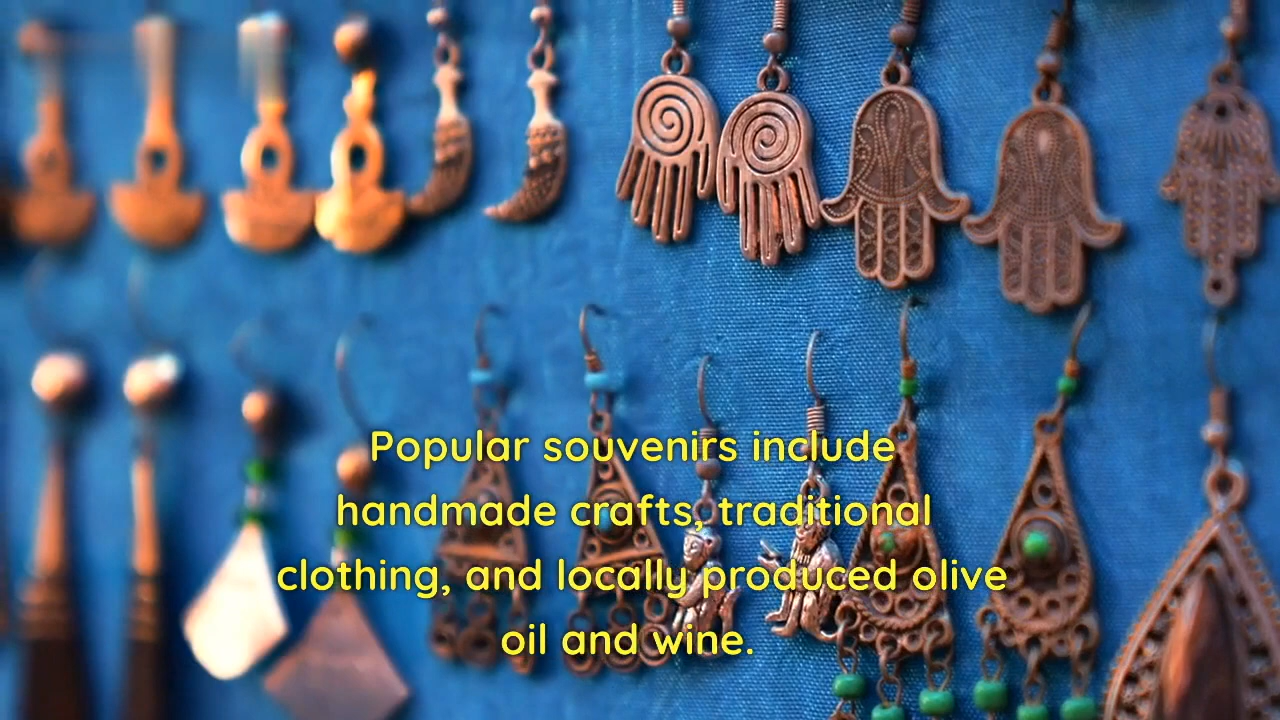 Popular souvenirs include
handmade crafts, traditional
clothing, and locally produced olive
oil and wine.